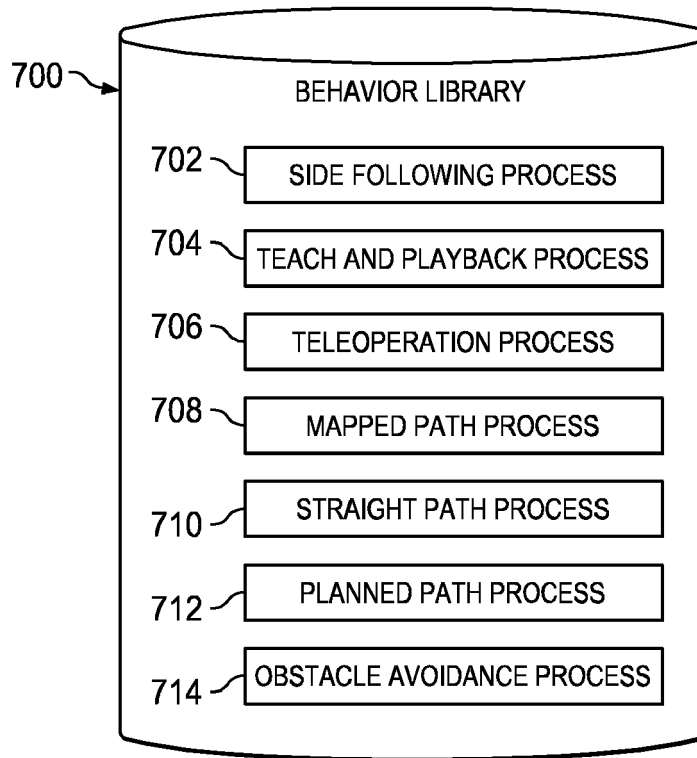 700
BEHAVIOR LIBRARY
702
SIDE FOLLOWING PROCESS
704
TEACH AND PLAYBACK PROCESS
706
TELEOPERATION PROCESS
708
MAPPED PATH PROCESS
710
STRAIGHT PATH PROCESS
712
PLANNED PATH PROCESS
714
OBSTACLE AVOIDANCE PROCESS